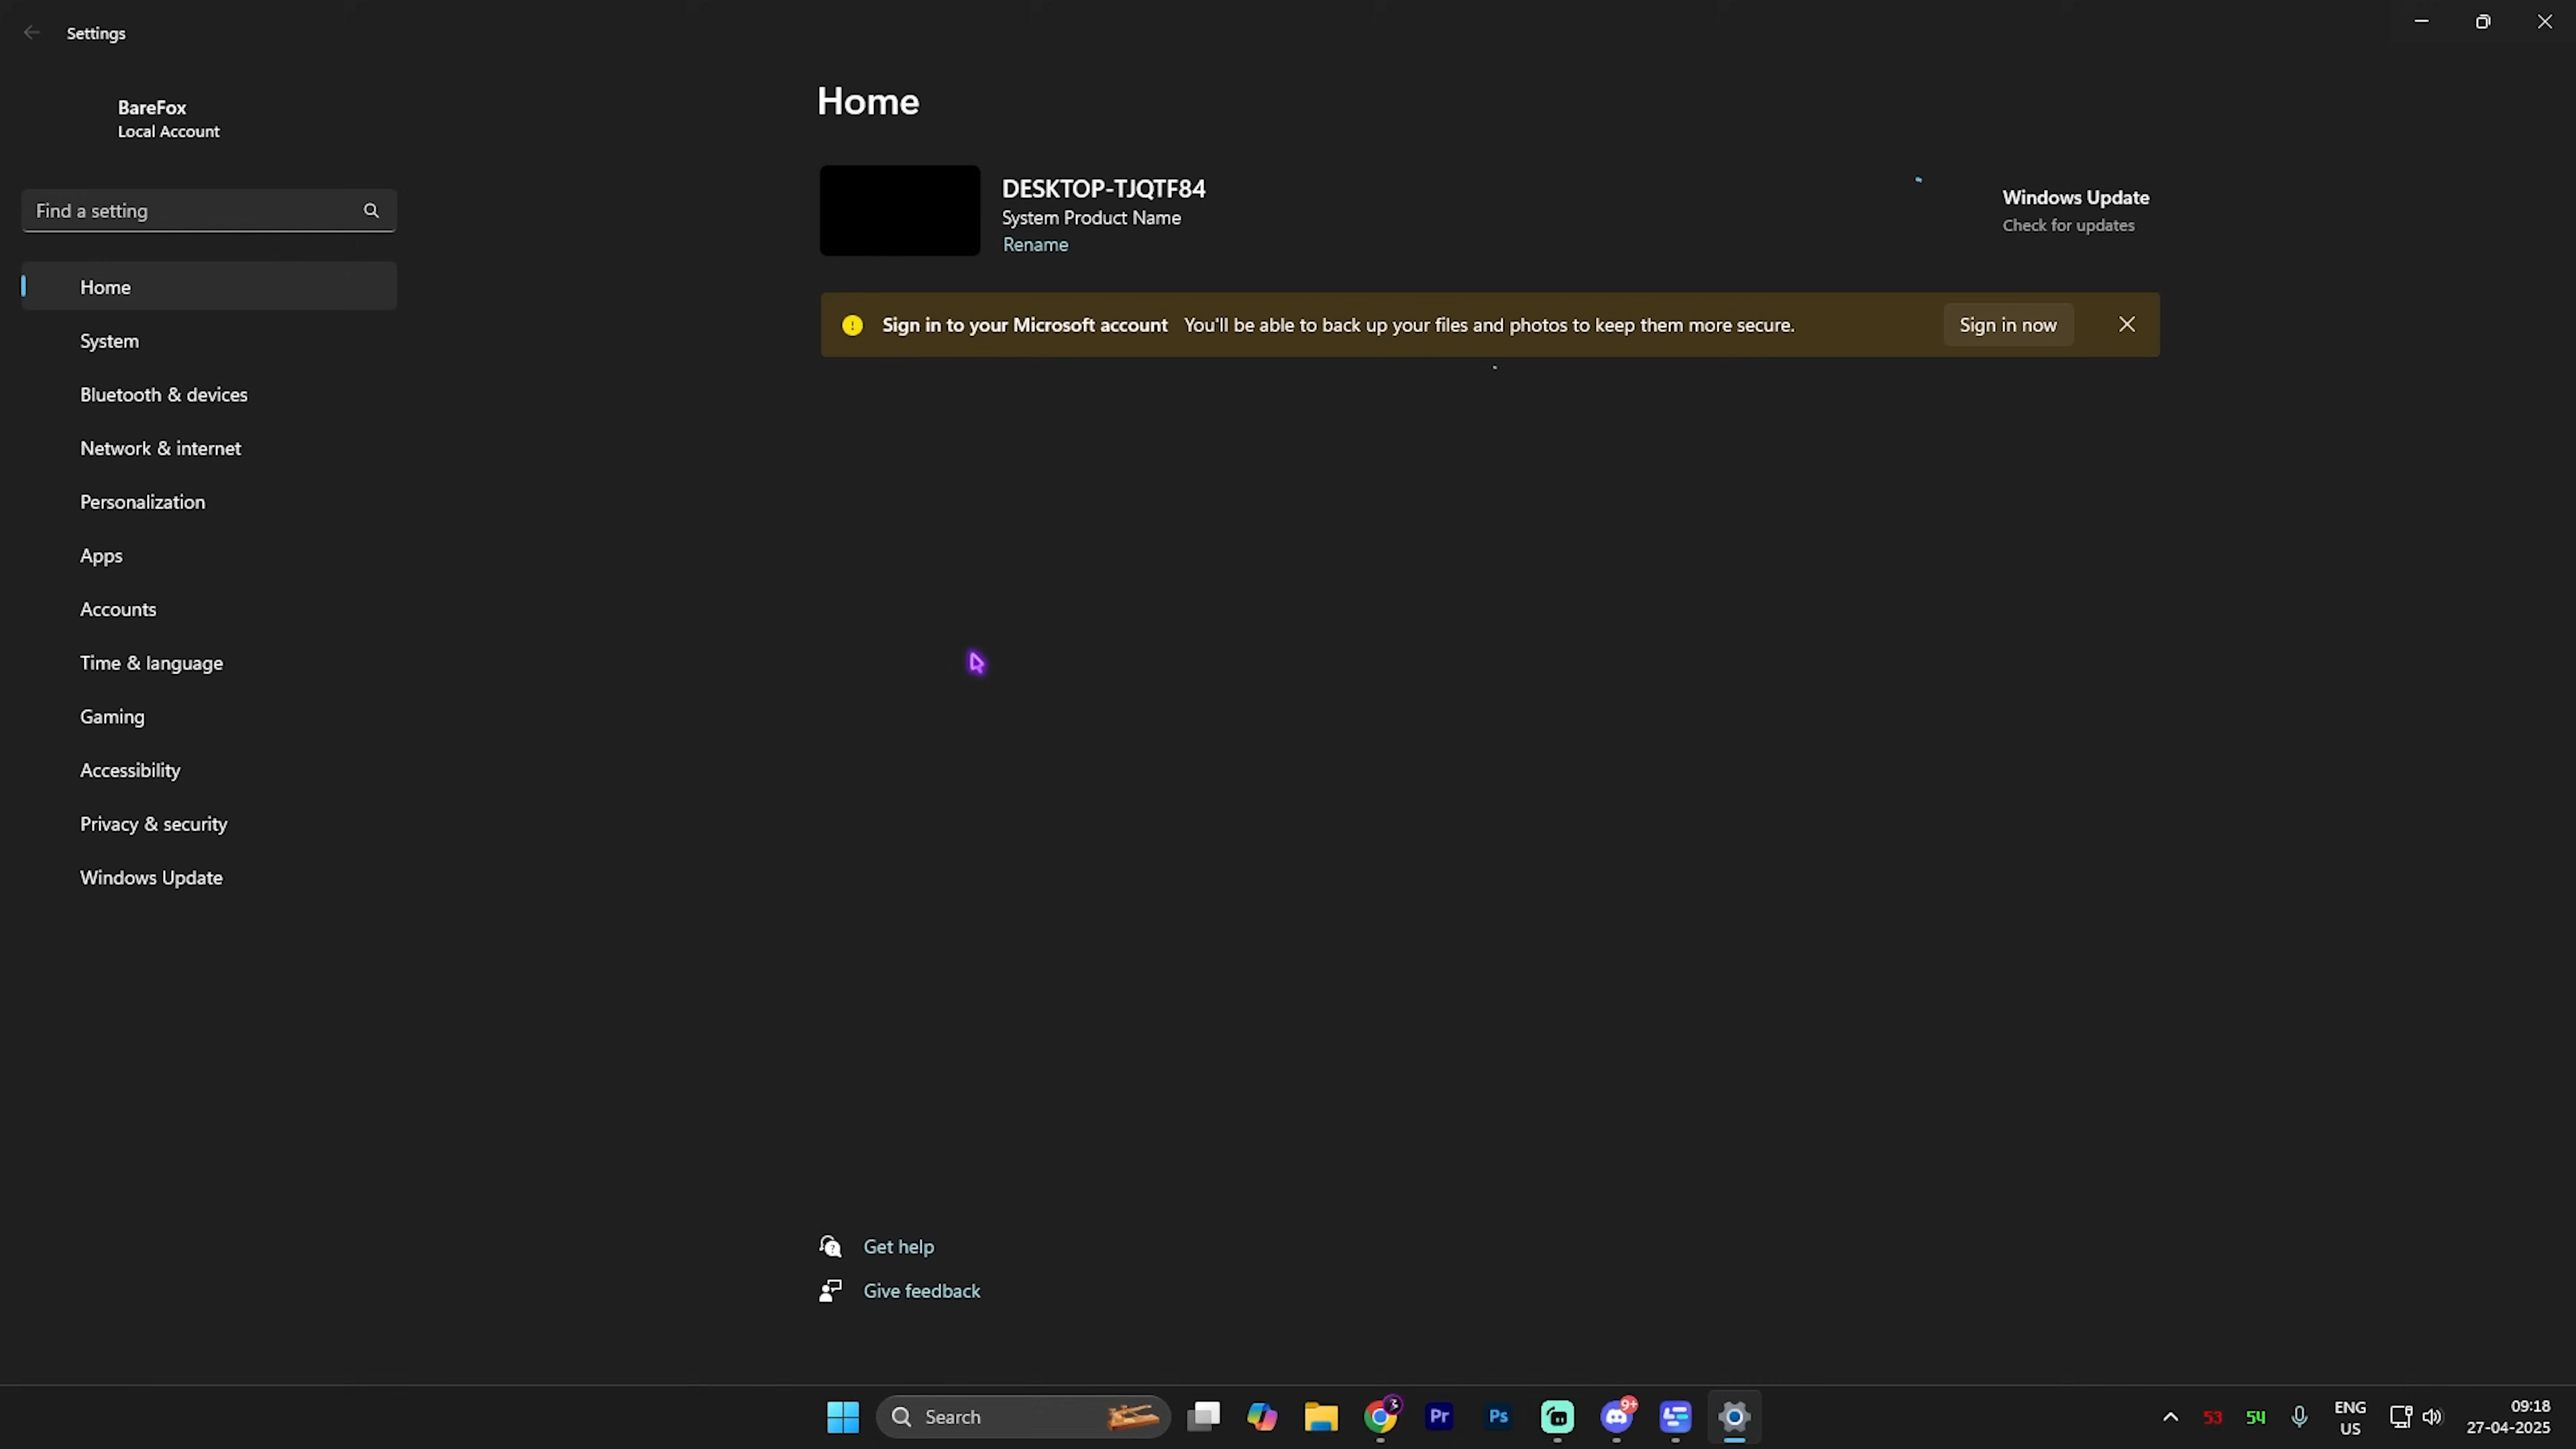 Settings
BareFox
Local Account
Find a setting
Home
System
Bluetooth & devices
Network & internet
Personalization
Apps
Accounts
Time & language
Gaming
Accessibility
Privacy & security
Windows Update
Home
DESKTOP-TJQTF84
System Product Name
Rename
Windows Update
Check for updates
Sign in to your Microsoft account You'll be able to back up your files and photos to keep them more secure.
Sign in now
Get help
Give feedback
Search
3
Pr
Ps
9+
53
54
ENG
US
09:18
27-04-2025